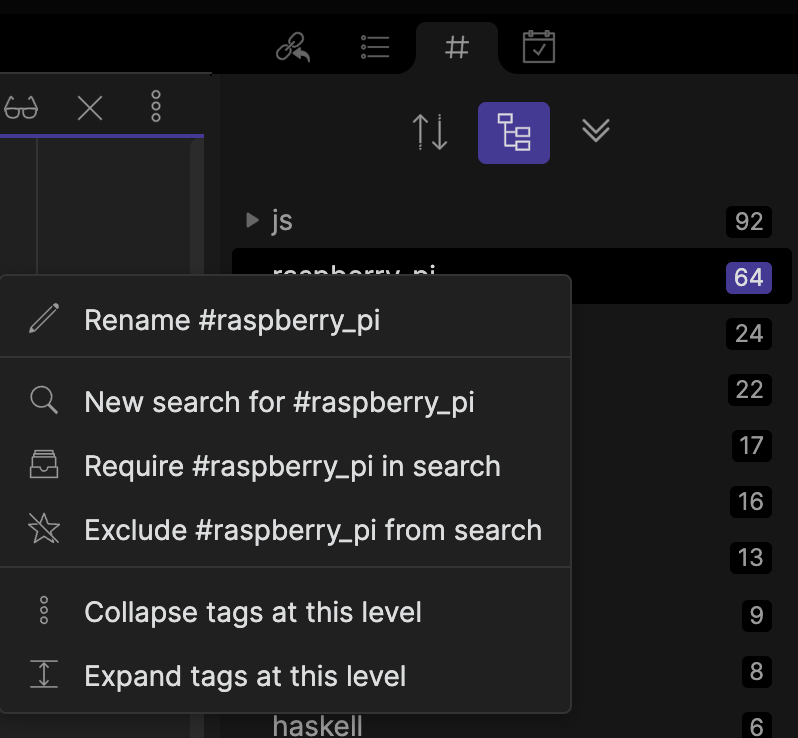 #
js
92
raspberry_pi
64
Rename #raspberry_pi
24
New search for #raspberry_pi
22
Require #raspberry_pi in search
17
Exclude #raspberry_pi from search
16
13
Collapse tags at this level
9
Expand tags at this level
8
haskell
6